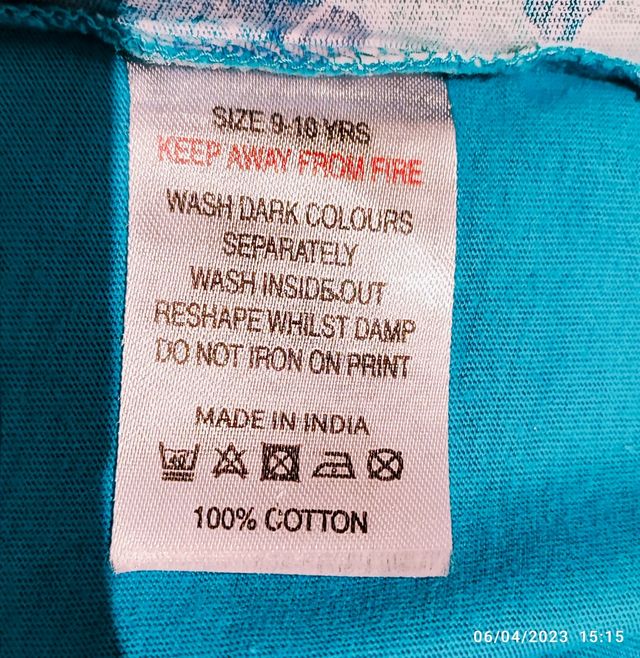 SIZE 9-10 YRS
KEEP AWAY FROM FIRE
WASH DARK COLOURS
SEPARATELY
WASH INSIDE OUT
RESHAPE WHILST DAMP
DO NOT IRON ON PRINT
MADE IN INDIA
40
100% COTTON
06/04/2023 15:15